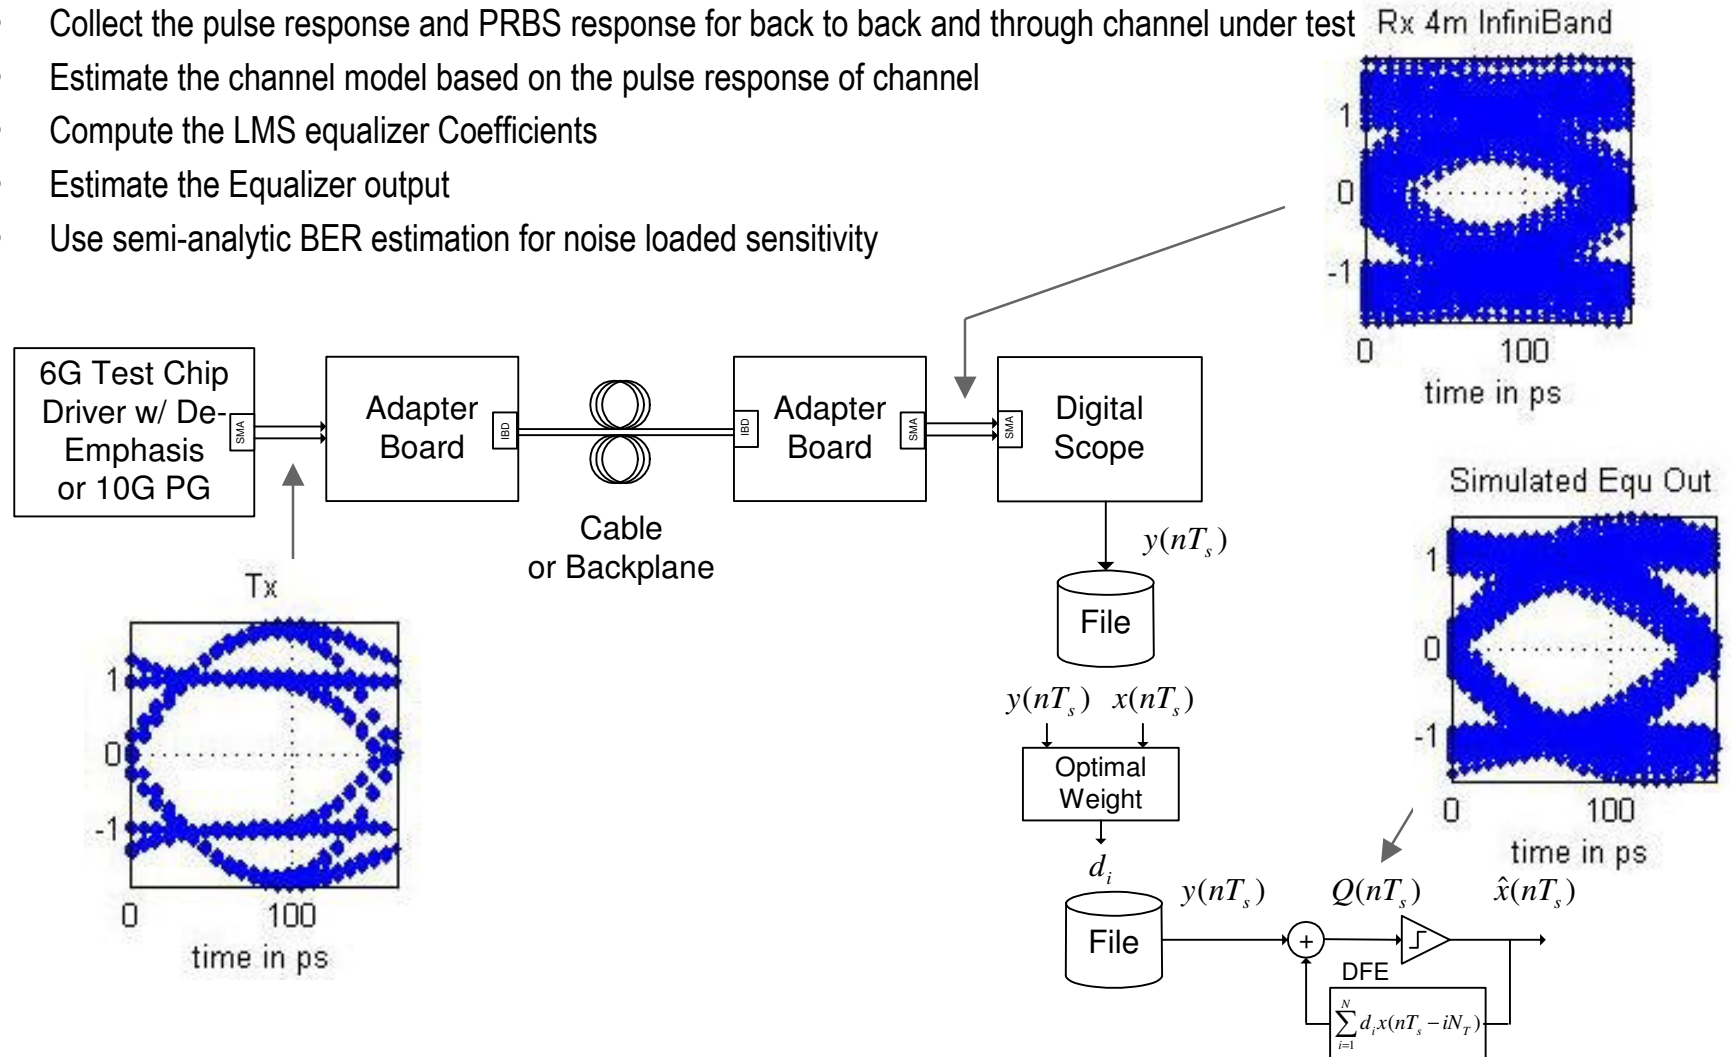 Collect the pulse response and PRBS response for back to back and through channel under test
Estimate the channel model based on the pulse response of channel
Compute the LMS equalizer Coefficients
Estimate the Equalizer output
Use semi-analytic BER estimation for noise loaded sensitivity
Rx 4m InfiniBand
1
0
-1
0 100
time in ps
6G Test Chip
Driver w/ De-
Emphasis
or 10G PG
SMA
Adapter
Board
IBD
Cable
or Backplane
IBD
Adapter
Board
SMA
SMA
Digital
Scope
y(nT_s)
File
Tx
1
0
-1
0 100
time in ps
Simulated Equ Out
1
0
-1
0 100
time in ps
y(nT_s) x(nT_s)
Optimal
Weight
d_i
File
y(nT_s)
+
Q(nT_s)
x̂(nT_s)
DFE
∑_{i=1}^{N} d_i x(nT_s − iN_T)